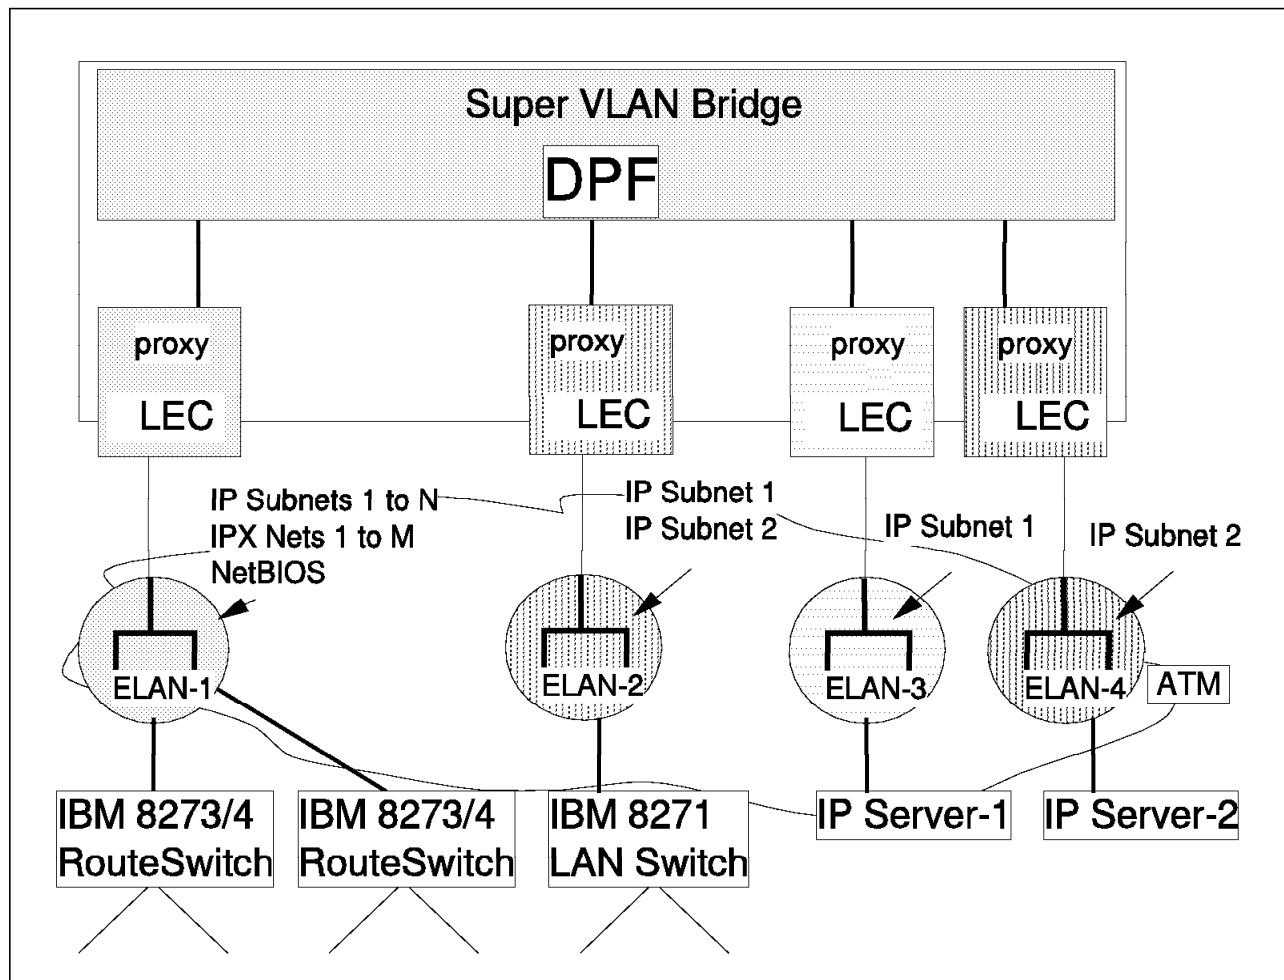 Super VLAN Bridge
DPF
proxy
LEC
proxy
LEC
proxy
LEC
proxy
LEC
IP Subnets 1 to N
IPX Nets 1 to M
NetBIOS
IP Subnet 1
IP Subnet 2
IP Subnet 1
IP Subnet 2
ELAN-1
ELAN-2
ELAN-3
ELAN-4
ATM
IBM 8273/4
RouteSwitch
IBM 8273/4
RouteSwitch
IBM 8271
LAN Switch
IP Server-1
IP Server-2